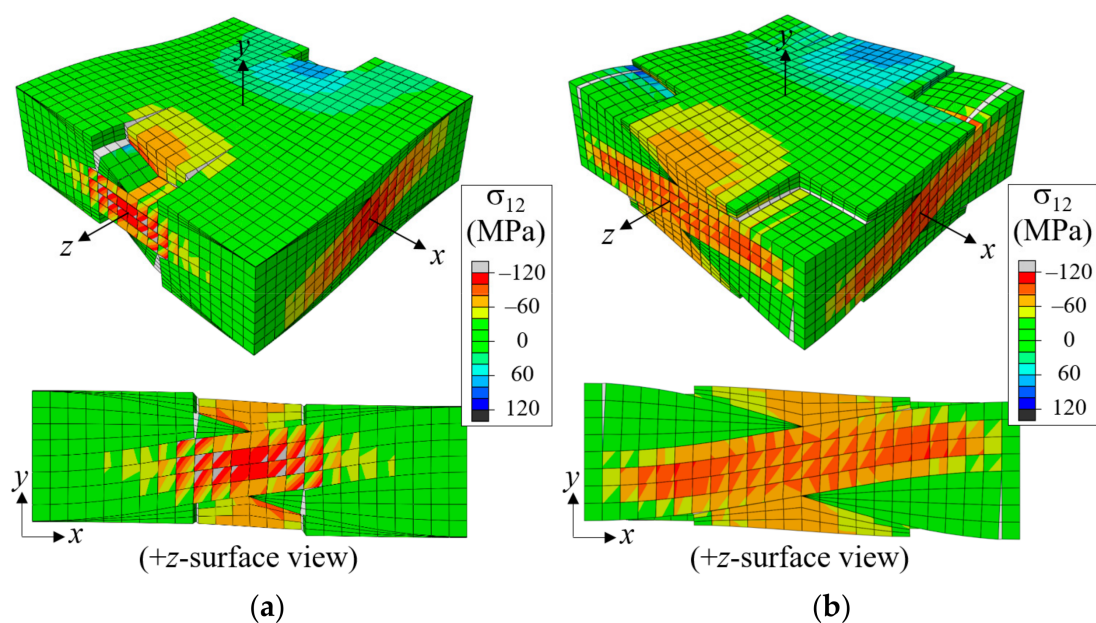 y
z
x
σ12
(MPa)
–120
–60
0
60
120
y
x
(+z-surface view)
(a)
y
z
x
σ12
(MPa)
–120
–60
0
60
120
y
x
(+z-surface view)
(b)